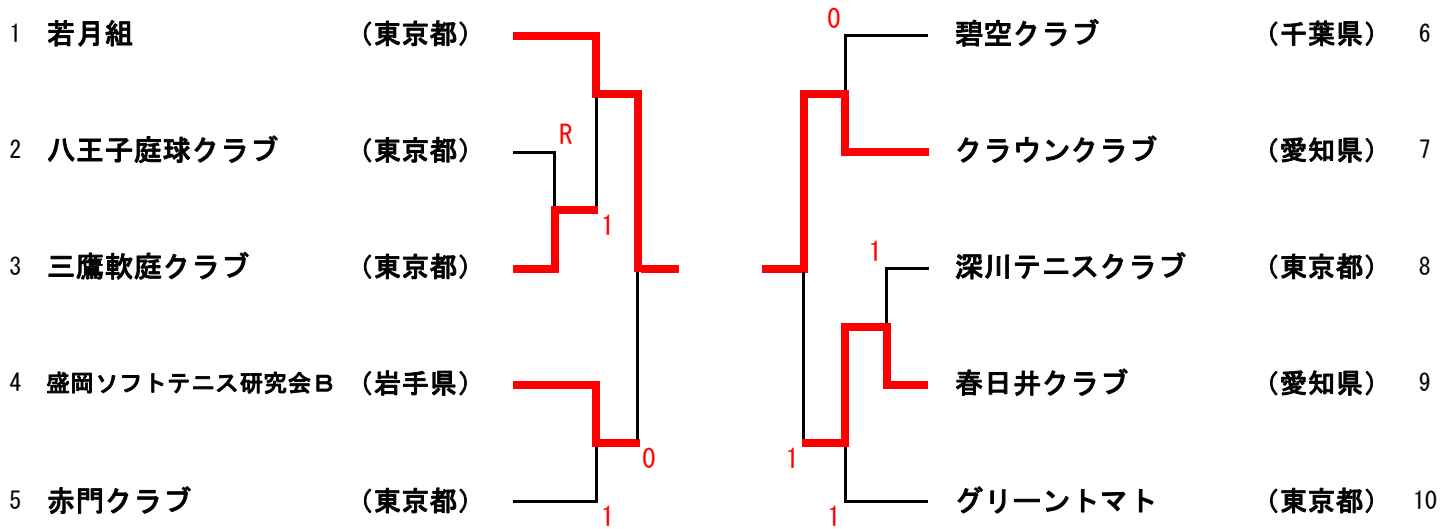 1 若月組 （東京都）
2 八王子庭球クラブ （東京都）
3 三鷹軟庭クラブ （東京都）
4 盛岡ソフトテニス研究会Ｂ （岩手県）
5 赤門クラブ （東京都）
R
1
0
1
0
碧空クラブ （千葉県） 6
クラウンクラブ （愛知県） 7
1
深川テニスクラブ （東京都） 8
春日井クラブ （愛知県） 9
1
1
グリーントマト （東京都） 10